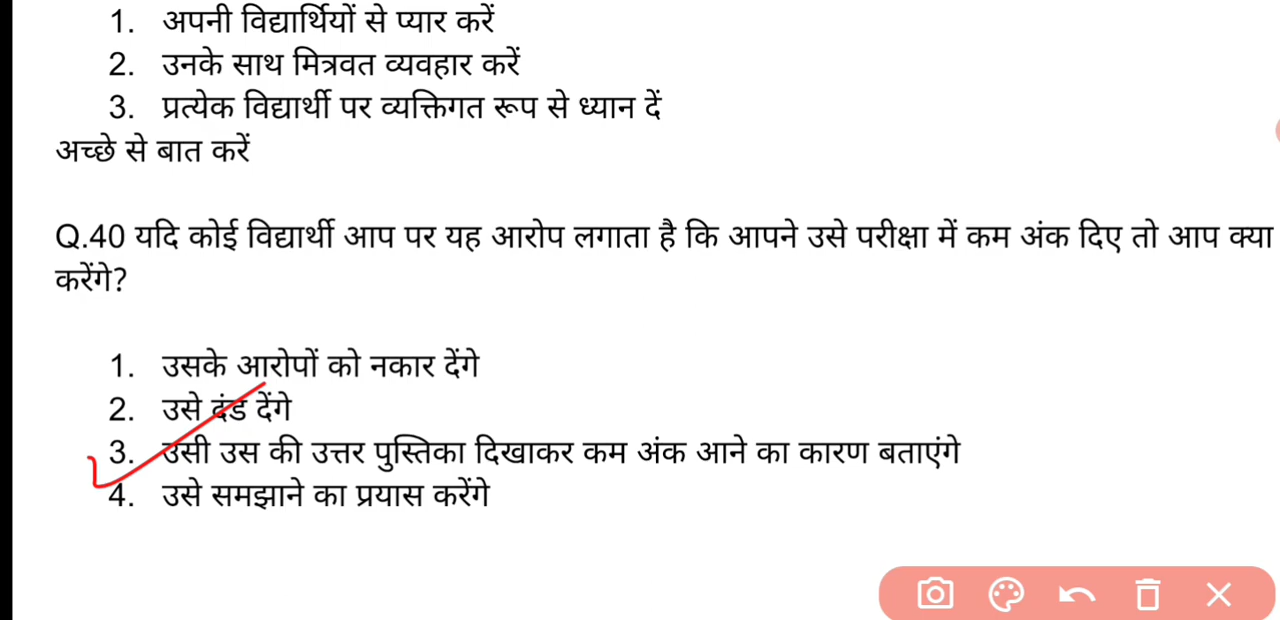 1. अपनी विद्यार्थियों से प्यार करें
2. उनके साथ मित्रवत व्यवहार करें
3. प्रत्येक विद्यार्थी पर व्यक्तिगत रूप से ध्यान दें
अच्छे से बात करें
Q.40 यदि कोई विद्यार्थी आप पर यह आरोप लगाता है कि आपने उसे परीक्षा में कम अंक दिए तो आप क्या
करेंगे?
1. उसके आरोपों को नकार देंगे
2. उसे दंड देंगे
3. उसी उस की उत्तर पुस्तिका दिखाकर कम अंक आने का कारण बताएंगे
4. उसे समझाने का प्रयास करेंगे